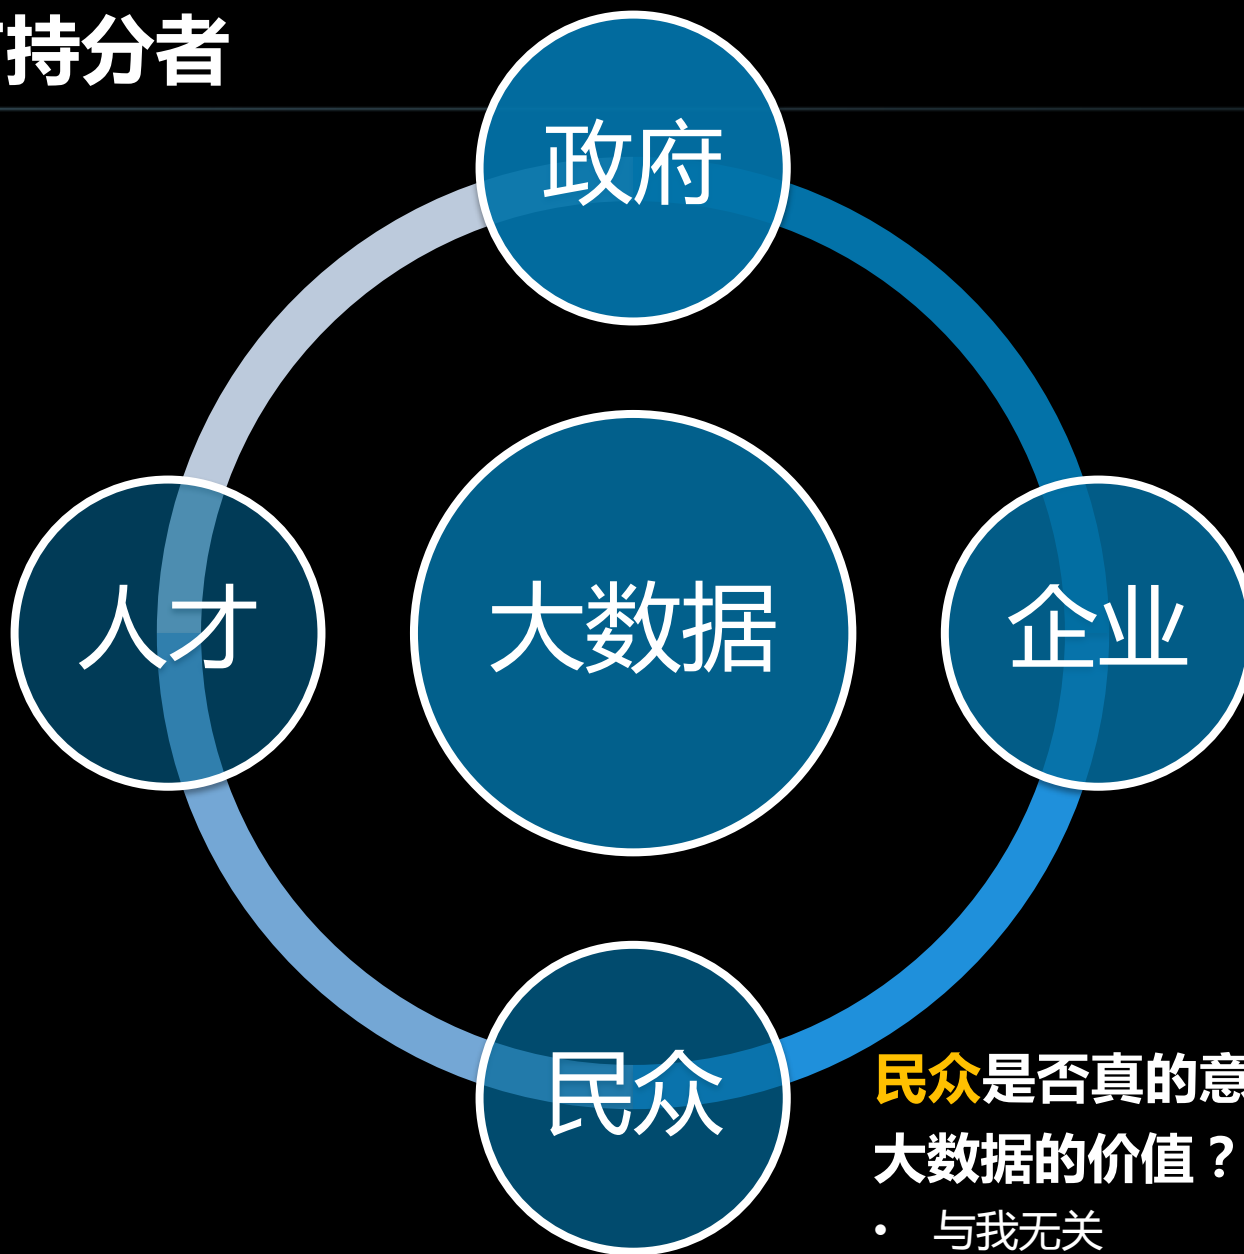 持分者
政府
人才
大数据
企业
民众
民众是否真的意
大数据的价值？
• 与我无关